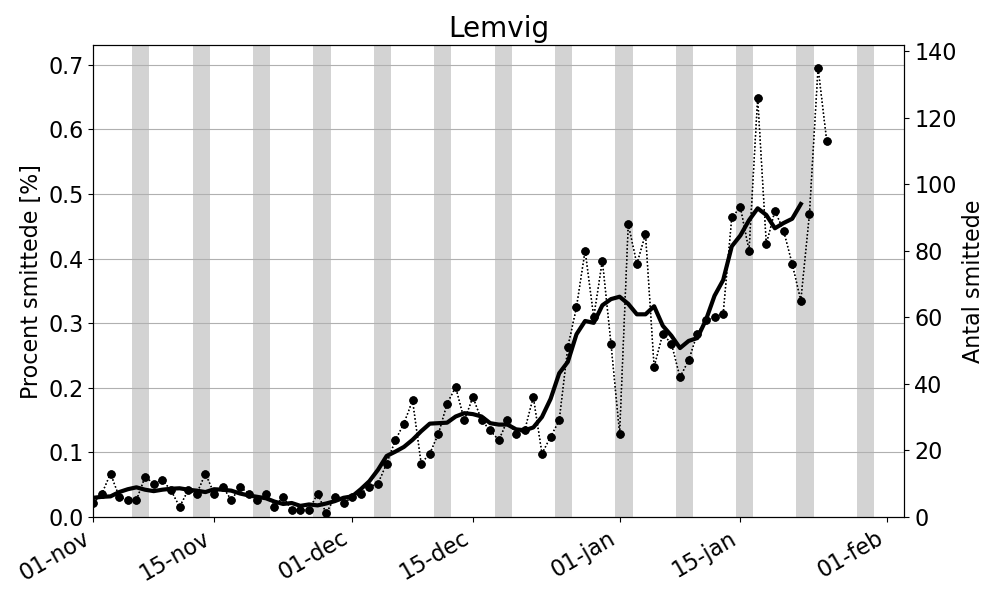 Lemvig
Procent smittede [%]
0.7
0.6
0.5
0.4
0.3
0.2
0.1
0.0
140
120
100
80
60
40
20
0
Antal smittede
01-nov
15-nov
01-dec
15-dec
01-jan
15-jan
01-feb